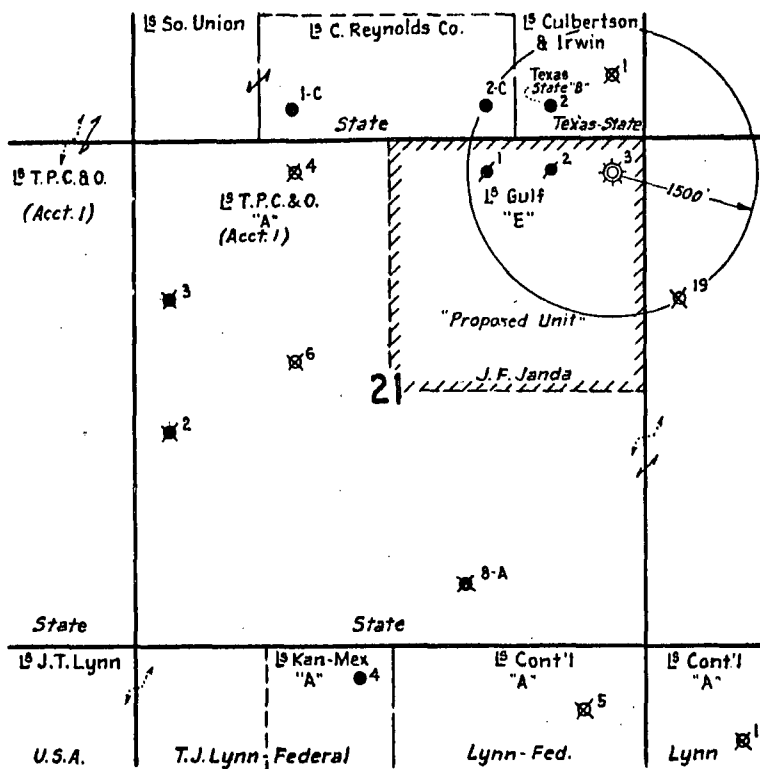 Ls So. Union
Ls C. Reynolds Co.
Ls Culbertson
& Irwin
1
1-C
2-C
Texas
State "B"
2
State
Texas-State
Ls T.P.C.&O.
(Acct. 1)
4
Ls T.P.C.&O.
"A"
(Acct. 1)
1
2
3
Ls Gulf
"E"
1500'
3
19
"Proposed Unit"
6
J.F. Janda
21
2
8-A
State
State
Ls J.T. Lynn
Ls Kan-Mex
"A"
4
Ls Cont'l
"A"
5
Ls Cont'l
"A"
1
U.S.A.
T.J. Lynn-Federal
Lynn-Fed.
Lynn